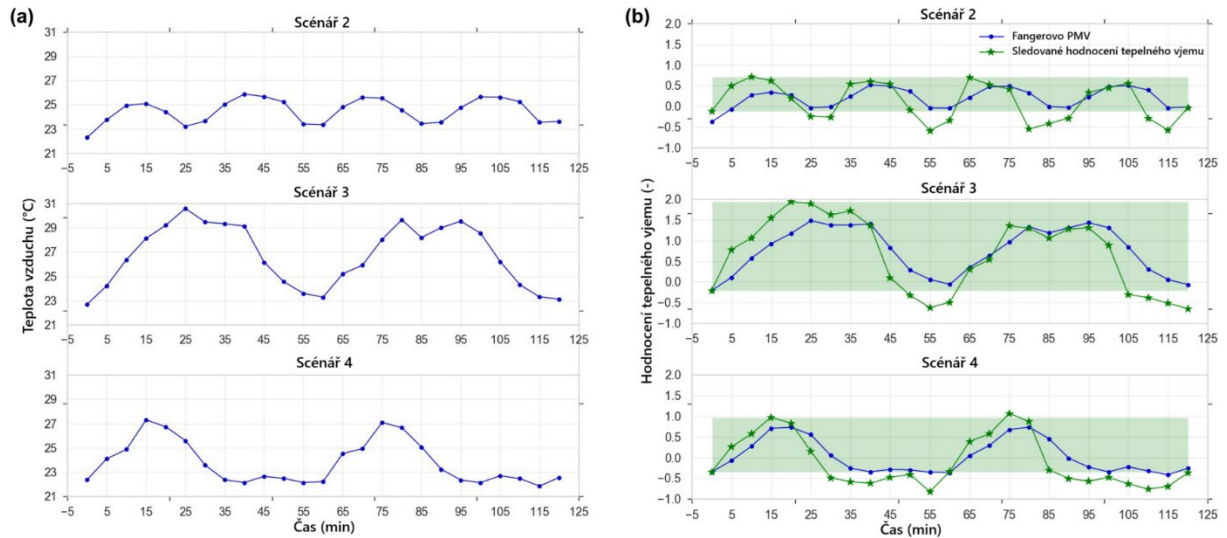 (a)
Scénář 2
31
29
27
25
23
21
−5 5 15 25 35 45 55 65 75 85 95 105 115 125
Scénář 3
31
29
27
25
23
21
−5 5 15 25 35 45 55 65 75 85 95 105 115 125
Scénář 4
31
29
27
25
23
21
−5 5 15 25 35 45 55 65 75 85 95 105 115 125
Teplota vzduchu (°C)
Čas (min)
(b)
Scénář 2
Fangerovo PMV
Sledované hodnocení tepelného vjemu
2.0
1.5
1.0
0.5
0.0
−0.5
−1.0
−5 5 15 25 35 45 55 65 75 85 95 105 115 125
Scénář 3
2.0
1.5
1.0
0.5
0.0
−0.5
−1.0
−5 5 15 25 35 45 55 65 75 85 95 105 115 125
Scénář 4
2.0
1.5
1.0
0.5
0.0
−0.5
−1.0
−5 5 15 25 35 45 55 65 75 85 95 105 115 125
Hodnocení tepelného vjemu (-)
Čas (min)